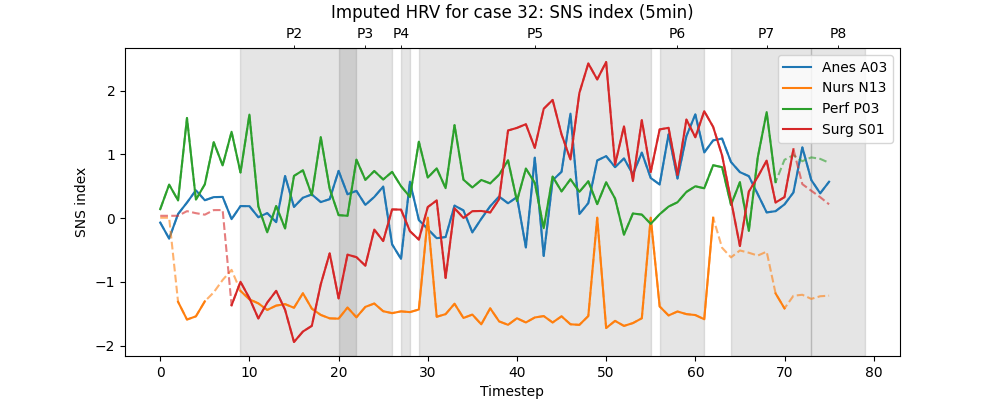 Imputed HRV for case 32: SNS index (5min)
P2 P3 P4 P5 P6 P7 P8
Anes A03
Nurs N13
Perf P03
Surg S01
SNS index
2
1
0
−1
−2
0 10 20 30 40 50 60 70 80
Timestep